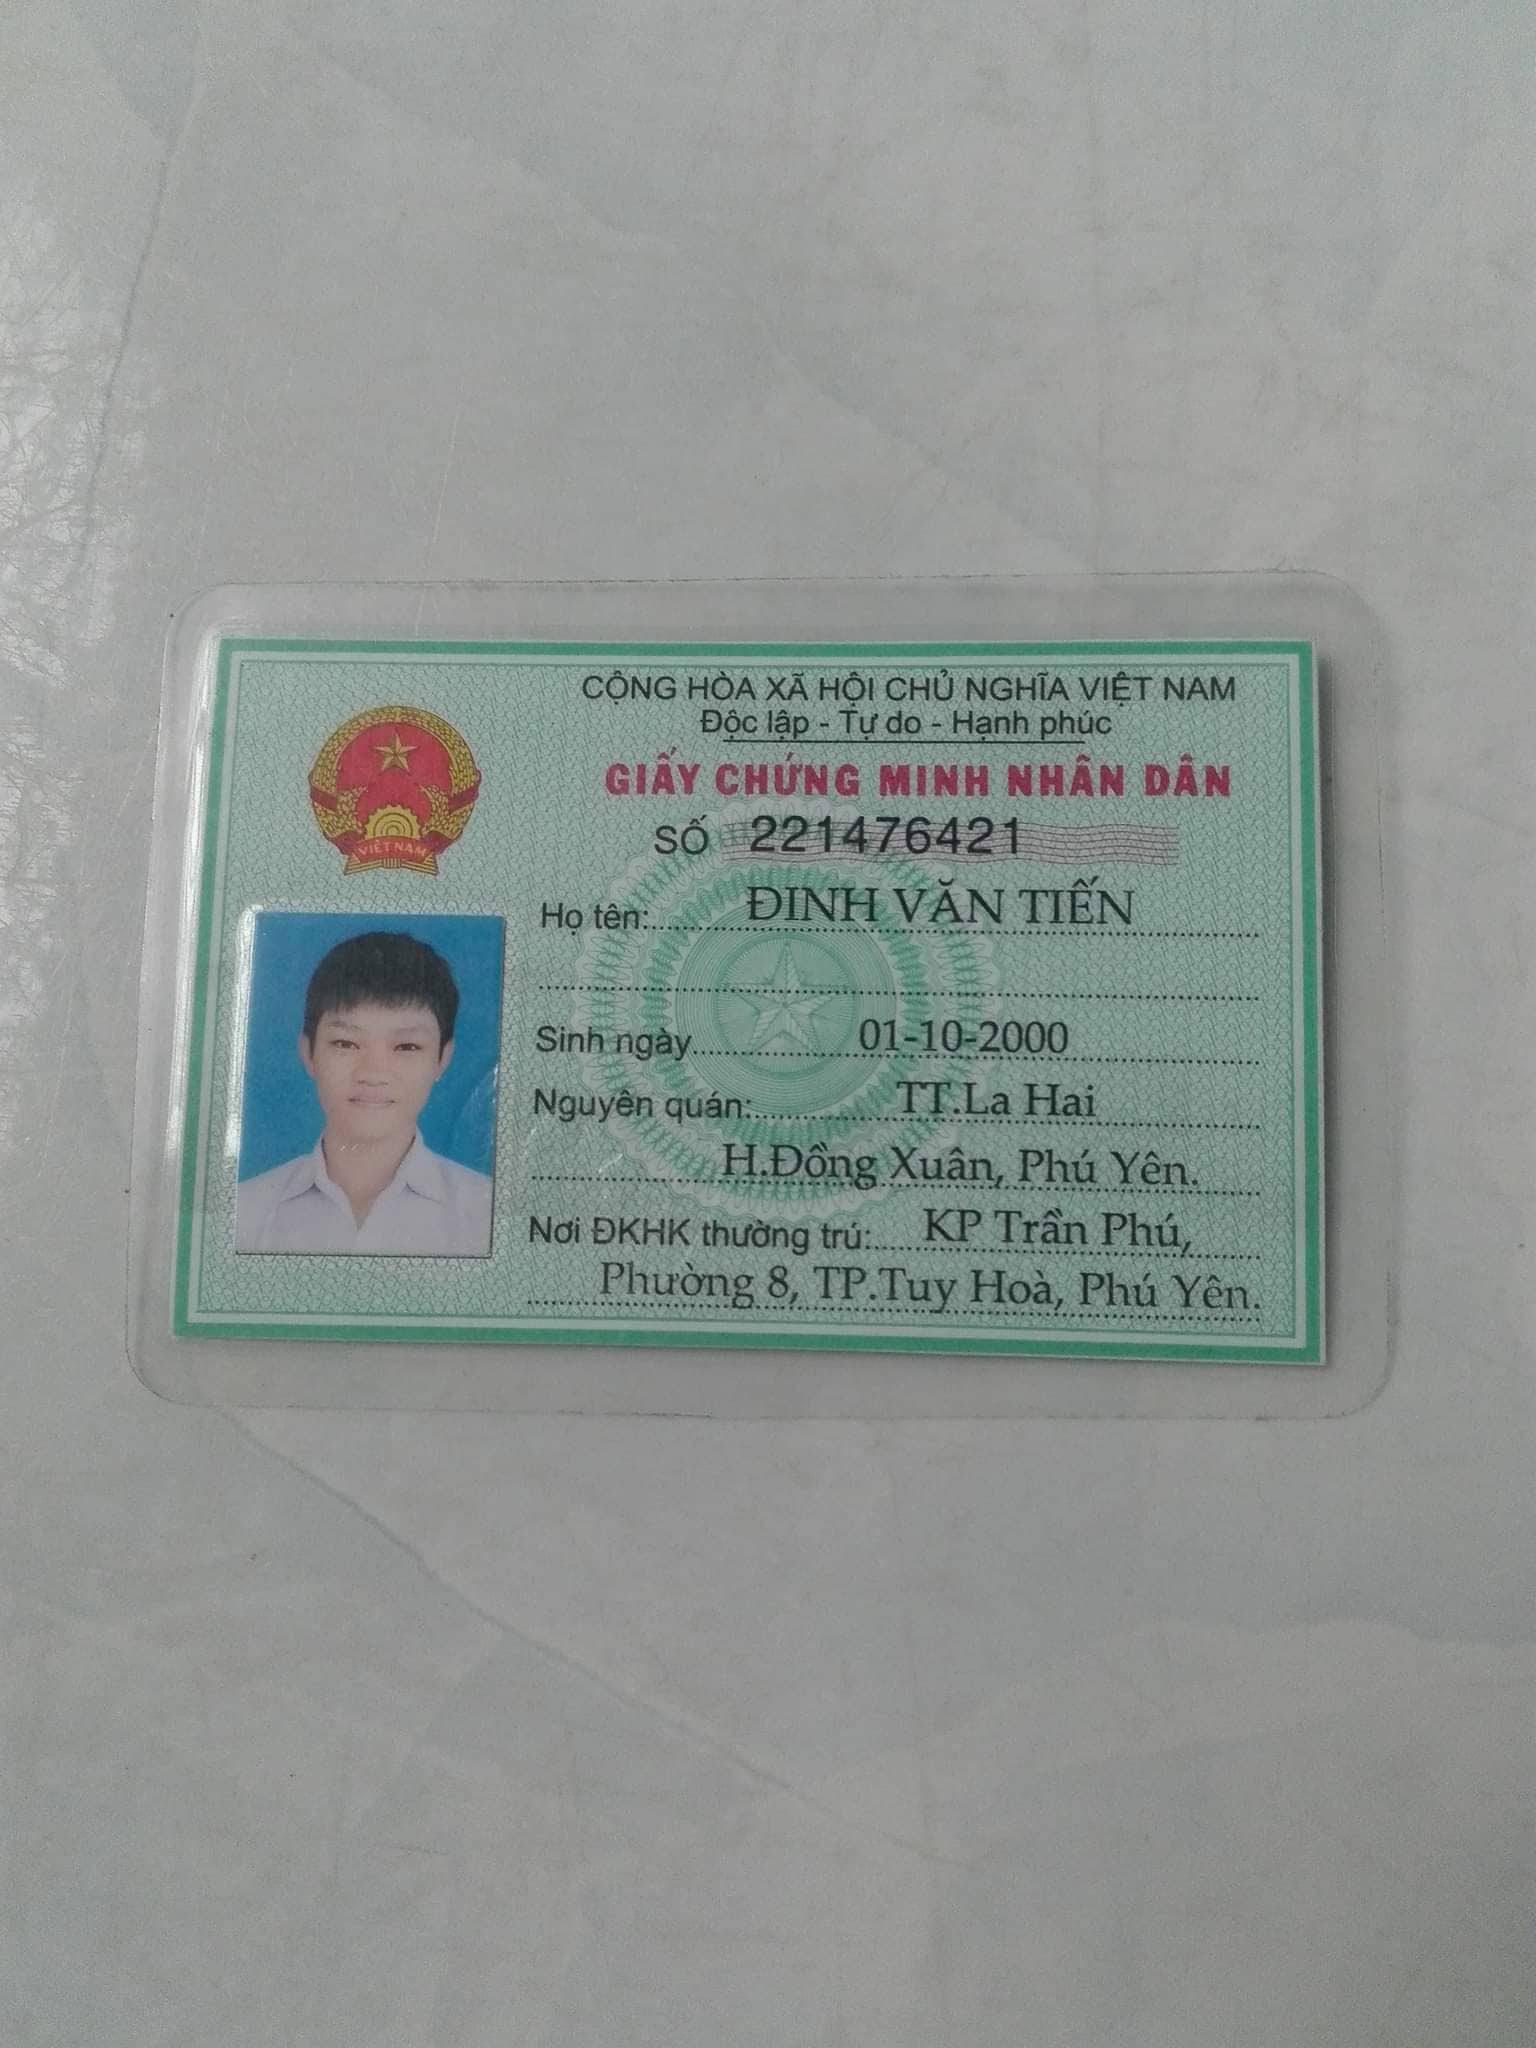 CỘNG HÒA XÃ HỘI CHỦ NGHĨA VIỆT NAM
Độc lập - Tự do - Hạnh phúc
GIẤY CHỨNG MINH NHÂN DÂN
SỐ 221476421
VIỆT NAM
Họ tên: ĐINH VĂN TIẾN
Sinh ngày 01-10-2000
Nguyên quán: TT.La Hai
H.Đồng Xuân, Phú Yên.
Nơi ĐKHK thường trú: KP Trần Phú,
Phường 8, TP.Tuy Hoà, Phú Yên.